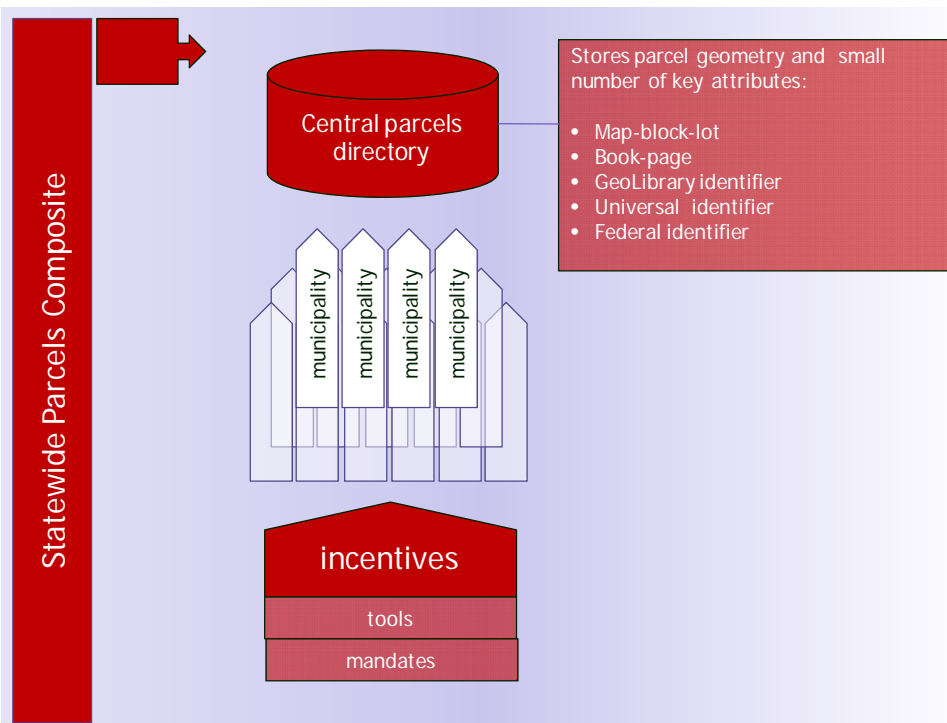 Statewide Parcels Composite
Central parcels
directory
Stores parcel geometry and small
number of key attributes:
• Map-block-lot
• Book-page
• GeoLibrary identifier
• Universal identifier
• Federal identifier
municipality
municipality
municipality
municipality
incentives
tools
mandates